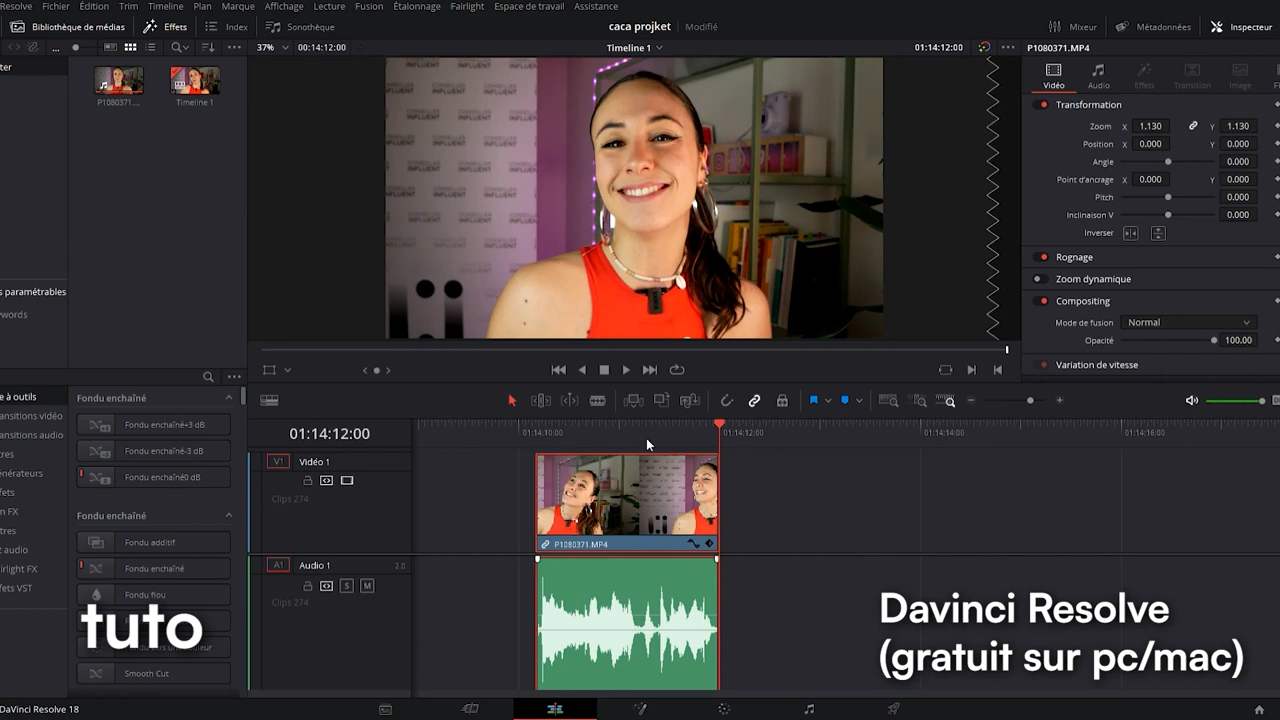 Resolve Fichier Édition Trim Timeline Plan Marque Affichage Lecture Fusion Étalonnage Fairlight Espace de travail Assistance
Bibliothèque de médias Effets Index Sonothèque caca projket Modifié Mixeur Métadonnées Inspecteur
37% 00:14:12:00 Timeline 1 01:14:12:00 P1080371.MP4
ter
P1080371.... Timeline 1
Vidéo Audio Effets Transition Image
Transformation
Zoom X 1.130 Y 1.130
Position X 0.000 Y 0.000
Angle 0.000
Point d'ancrage X 0.000 Y 0.000
Pitch 0.000
Inclinaison V 0.000
Inverser
Rognage
Zoom dynamique
Compositing
Mode de fusion Normal
Opacité 100.00
Variation de vitesse
CONSEILLER INFLUENT
s paramétrables
ywords
e à outils
ansitions vidéo
ansitions audio
res
nérateurs
fets
n FX
tres
t audio
irlight FX
fets VST
Fondu enchaîné
Fondu enchaîné+3 dB
Fondu enchaîné-3 dB
Fondu enchaîné0 dB
Fondu enchaîné
Fondu additif
Fondu enchaîné
Fondu flou
Smooth Cut
01:14:12:00
01:14:10:00 01:14:12:00 01:14:14:00 01:14:16:00
V1 Vidéo 1
Clips 274
P1080371.MP4
A1 Audio 1 2.0
S M
Clips 274
tuto
Davinci Resolve
(gratuit sur pc/mac)
DaVinci Resolve 18